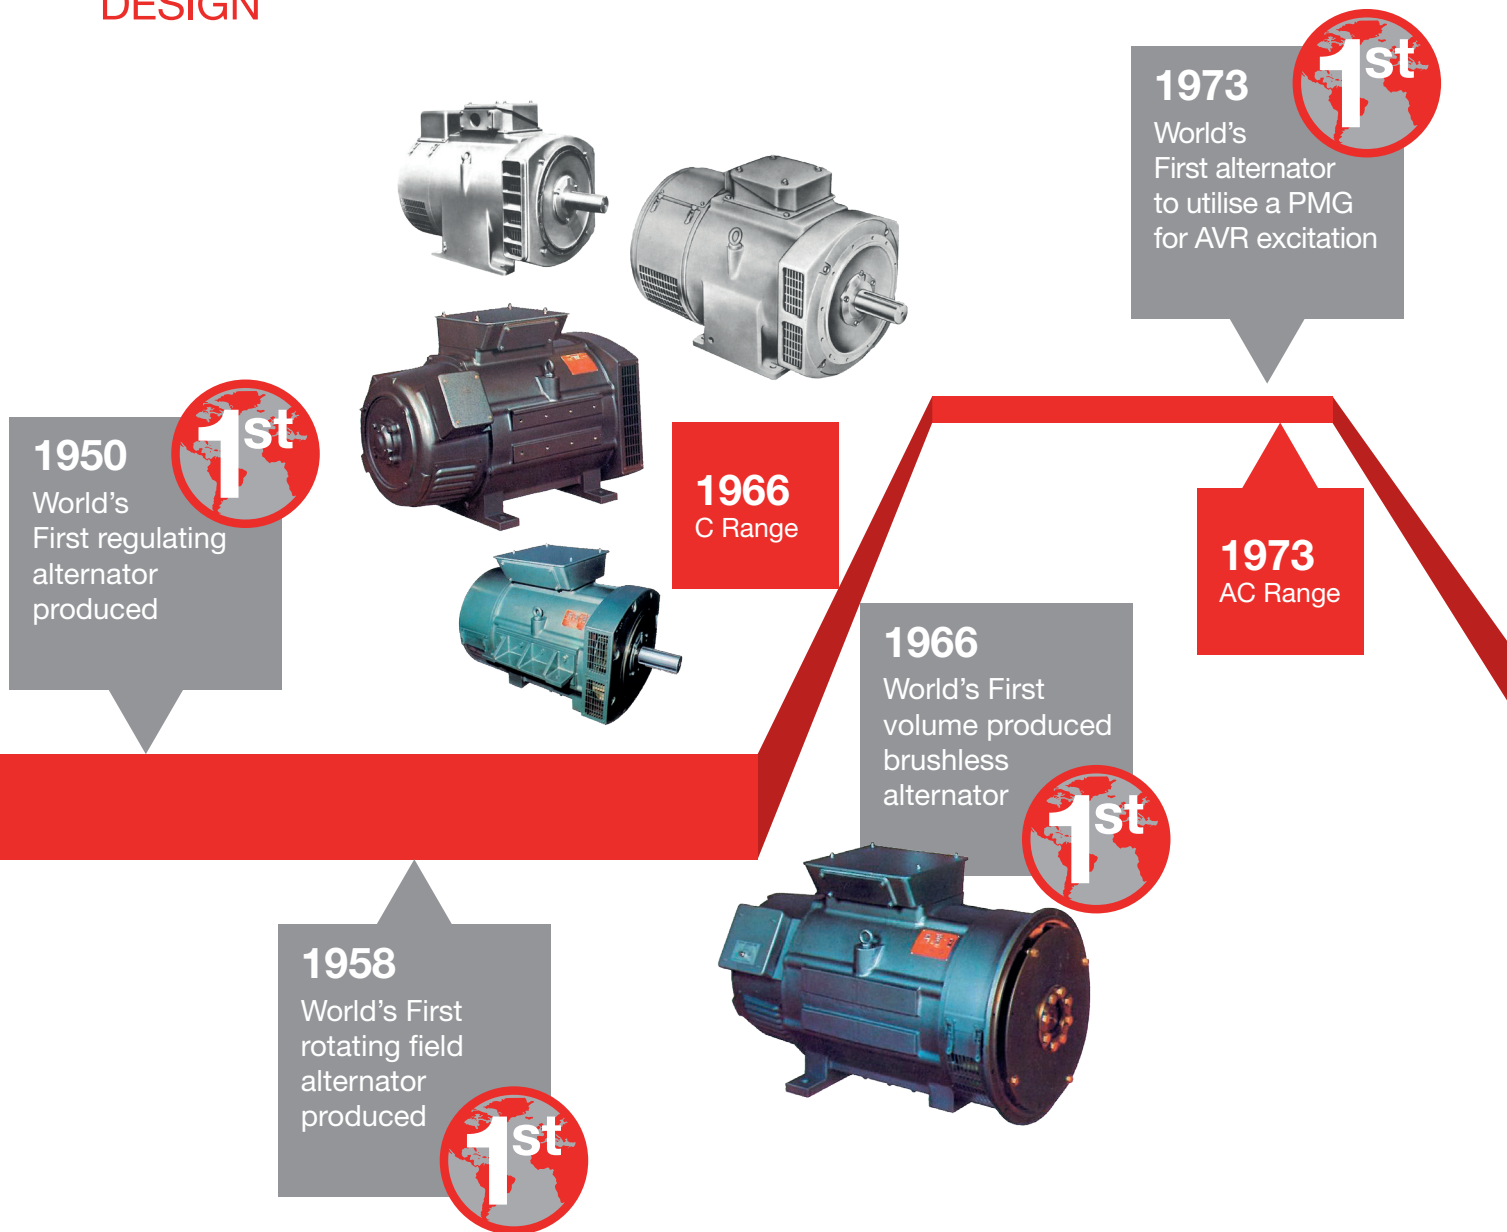 DESIGN
1950
World's
First regulating
alternator
produced
1st
1958
World's First
rotating field
alternator
produced
1st
1966
C Range
1966
World's First
volume produced
brushless
alternator
1st
1973
World's
First alternator
to utilise a PMG
for AVR excitation
1st
1973
AC Range